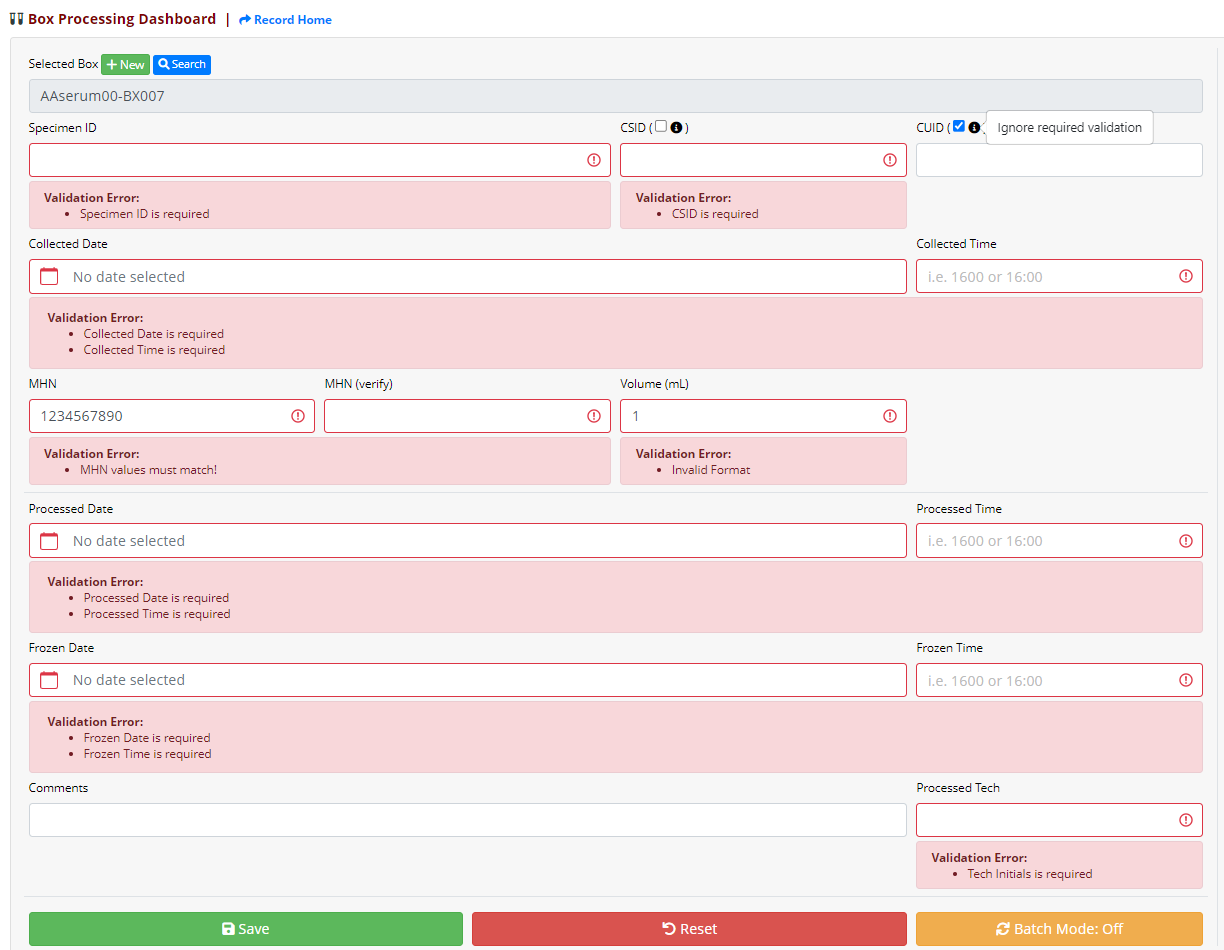 Box Processing Dashboard | Record Home
Selected Box + New Search
AAserum00-BX007
Specimen ID CSID ( ) CUID ( Ignore required validation
Validation Error: Validation Error:
• Specimen ID is required • CSID is required
Collected Date Collected Time
No date selected i.e. 1600 or 16:00
Validation Error:
• Collected Date is required
• Collected Time is required
MHN MHN (verify) Volume (mL)
1234567890 1
Validation Error: Validation Error:
• MHN values must match! • Invalid Format
Processed Date Processed Time
No date selected i.e. 1600 or 16:00
Validation Error:
• Processed Date is required
• Processed Time is required
Frozen Date Frozen Time
No date selected i.e. 1600 or 16:00
Validation Error:
• Frozen Date is required
• Frozen Time is required
Comments Processed Tech
Validation Error:
• Tech Initials is required
Save Reset Batch Mode: Off